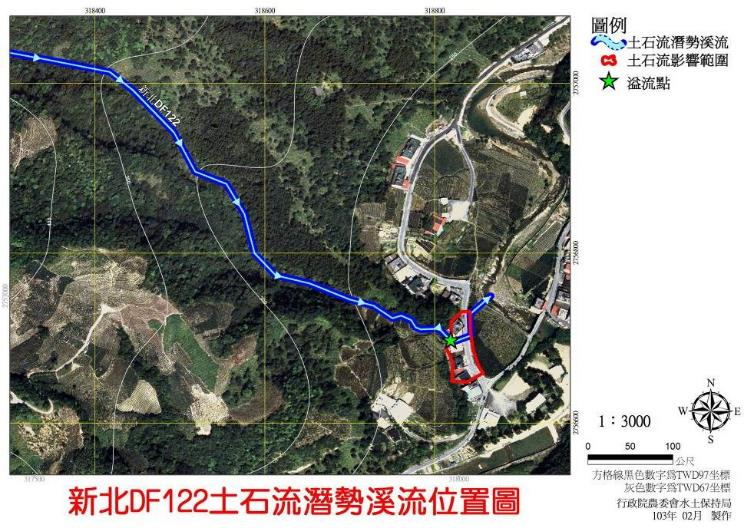 318400 318600 318800
圖例
土石流潛勢溪流
土石流影響範圍
溢流點
新北DF122
2757000
2756800
2757000
2756600
N
W E
S
1：3000
0 50 100
公尺
317500 318000
方格線黑色數字為TWD97坐標
灰色數字為TWD67坐標
行政院農委會水土保持局
103年 02月 製作
新北DF122土石流潛勢溪流位置圖